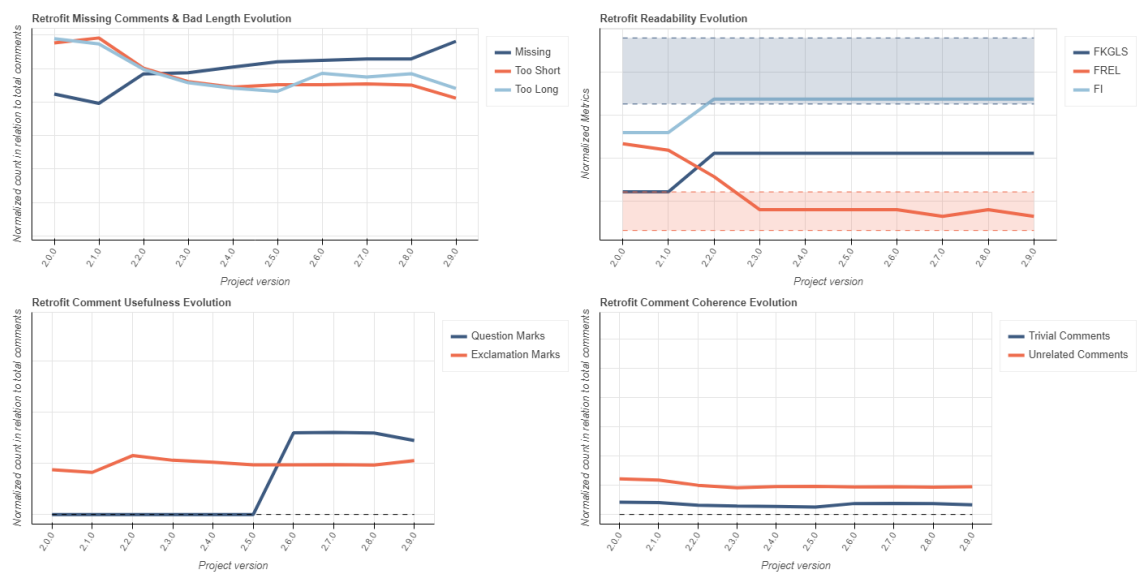 Retrofit Missing Comments & Bad Length Evolution
Normalized count in relation to total comments
Missing
Too Short
Too Long
2.0.0
2.1.0
2.2.0
2.3.0
2.4.0
2.5.0
2.6.0
2.7.0
2.8.0
2.9.0
Project version
Retrofit Readability Evolution
Normalized Metrics
FKGLS
FREL
FI
2.0.0
2.1.0
2.2.0
2.3.0
2.4.0
2.5.0
2.6.0
2.7.0
2.8.0
2.9.0
Project version
Retrofit Comment Usefulness Evolution
Normalized count in relation to total comments
Question Marks
Exclamation Marks
2.0.0
2.1.0
2.2.0
2.3.0
2.4.0
2.5.0
2.6.0
2.7.0
2.8.0
2.9.0
Project version
Retrofit Comment Coherence Evolution
Normalized count in relation to total comments
Trivial Comments
Unrelated Comments
2.0.0
2.1.0
2.2.0
2.3.0
2.4.0
2.5.0
2.6.0
2.7.0
2.8.0
2.9.0
Project version